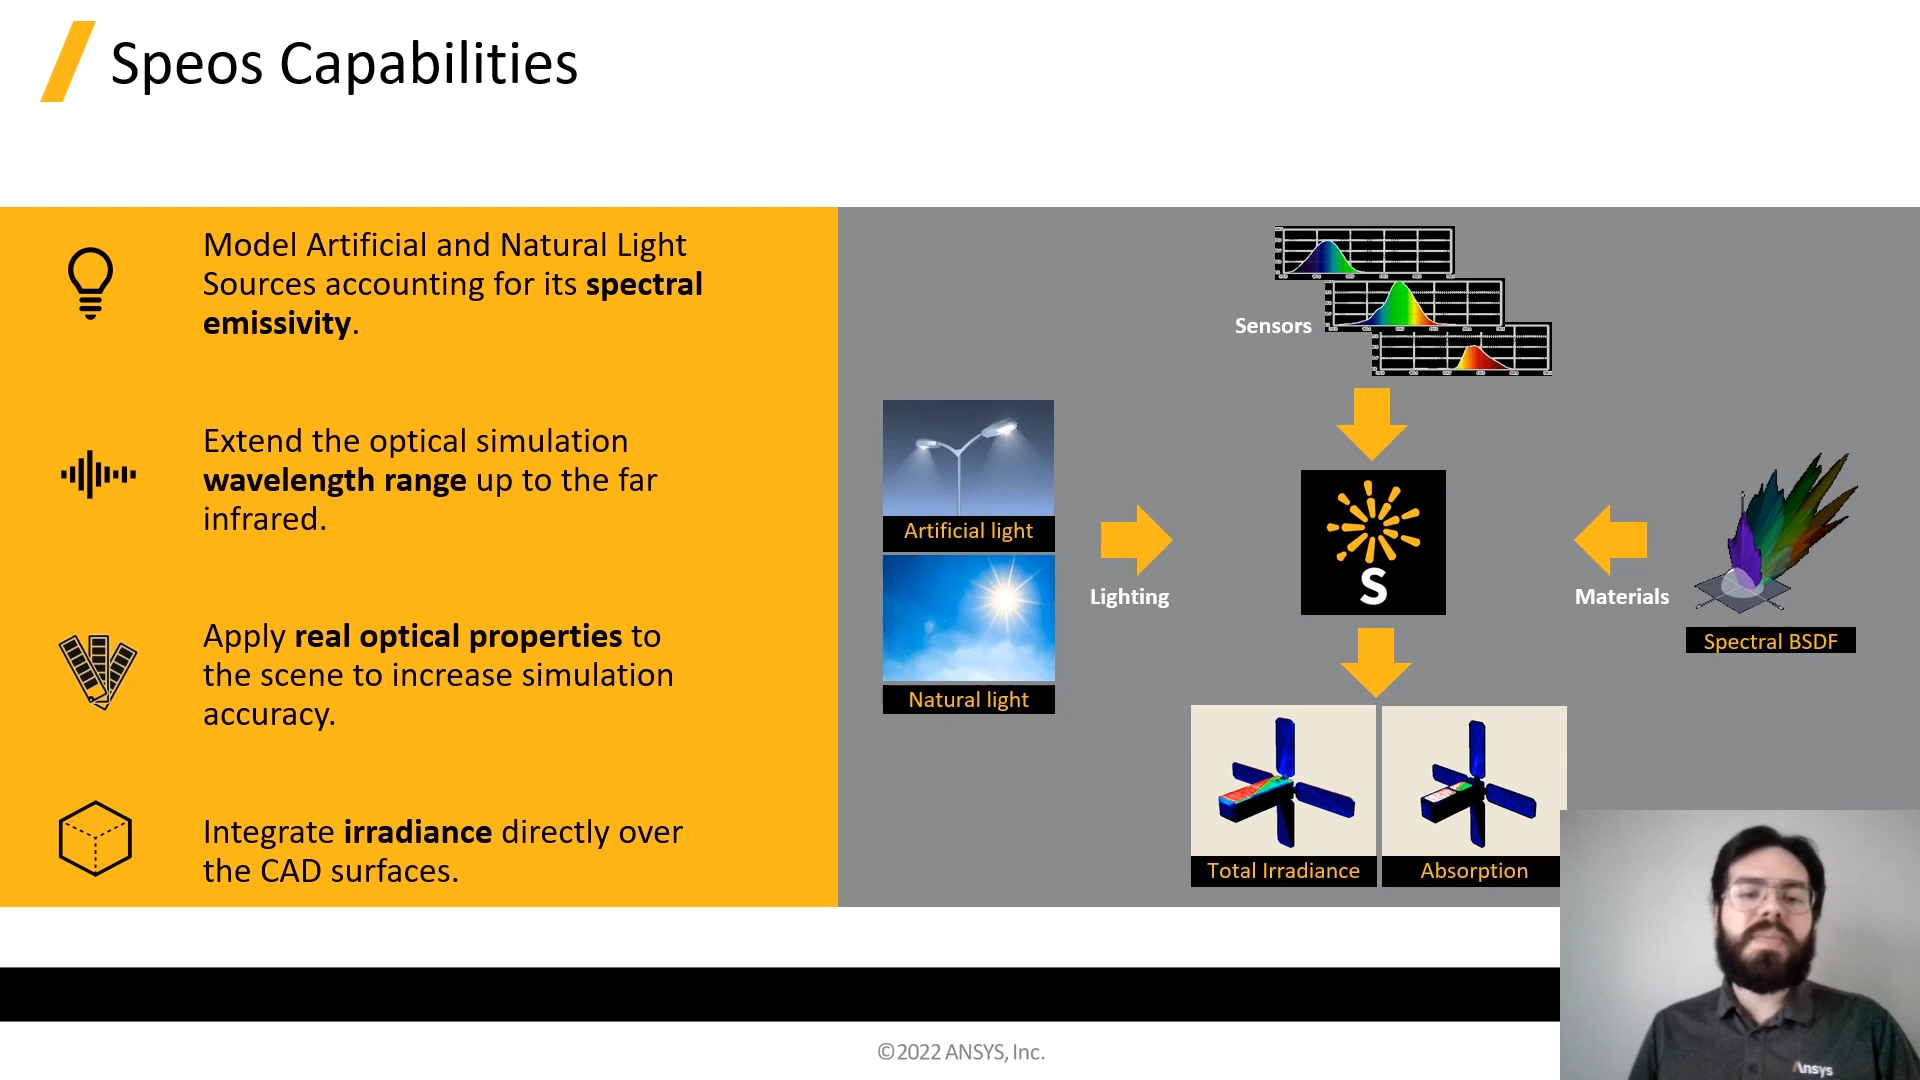 Speos Capabilities
Model Artificial and Natural Light
Sources accounting for its spectral
emissivity.
Extend the optical simulation
wavelength range up to the far
infrared.
Apply real optical properties to
the scene to increase simulation
accuracy.
Integrate irradiance directly over
the CAD surfaces.
Sensors
Artificial light
Natural light
Lighting
S
Materials
Spectral BSDF
Total Irradiance
Absorption
©2022 ANSYS, Inc.
Ansys